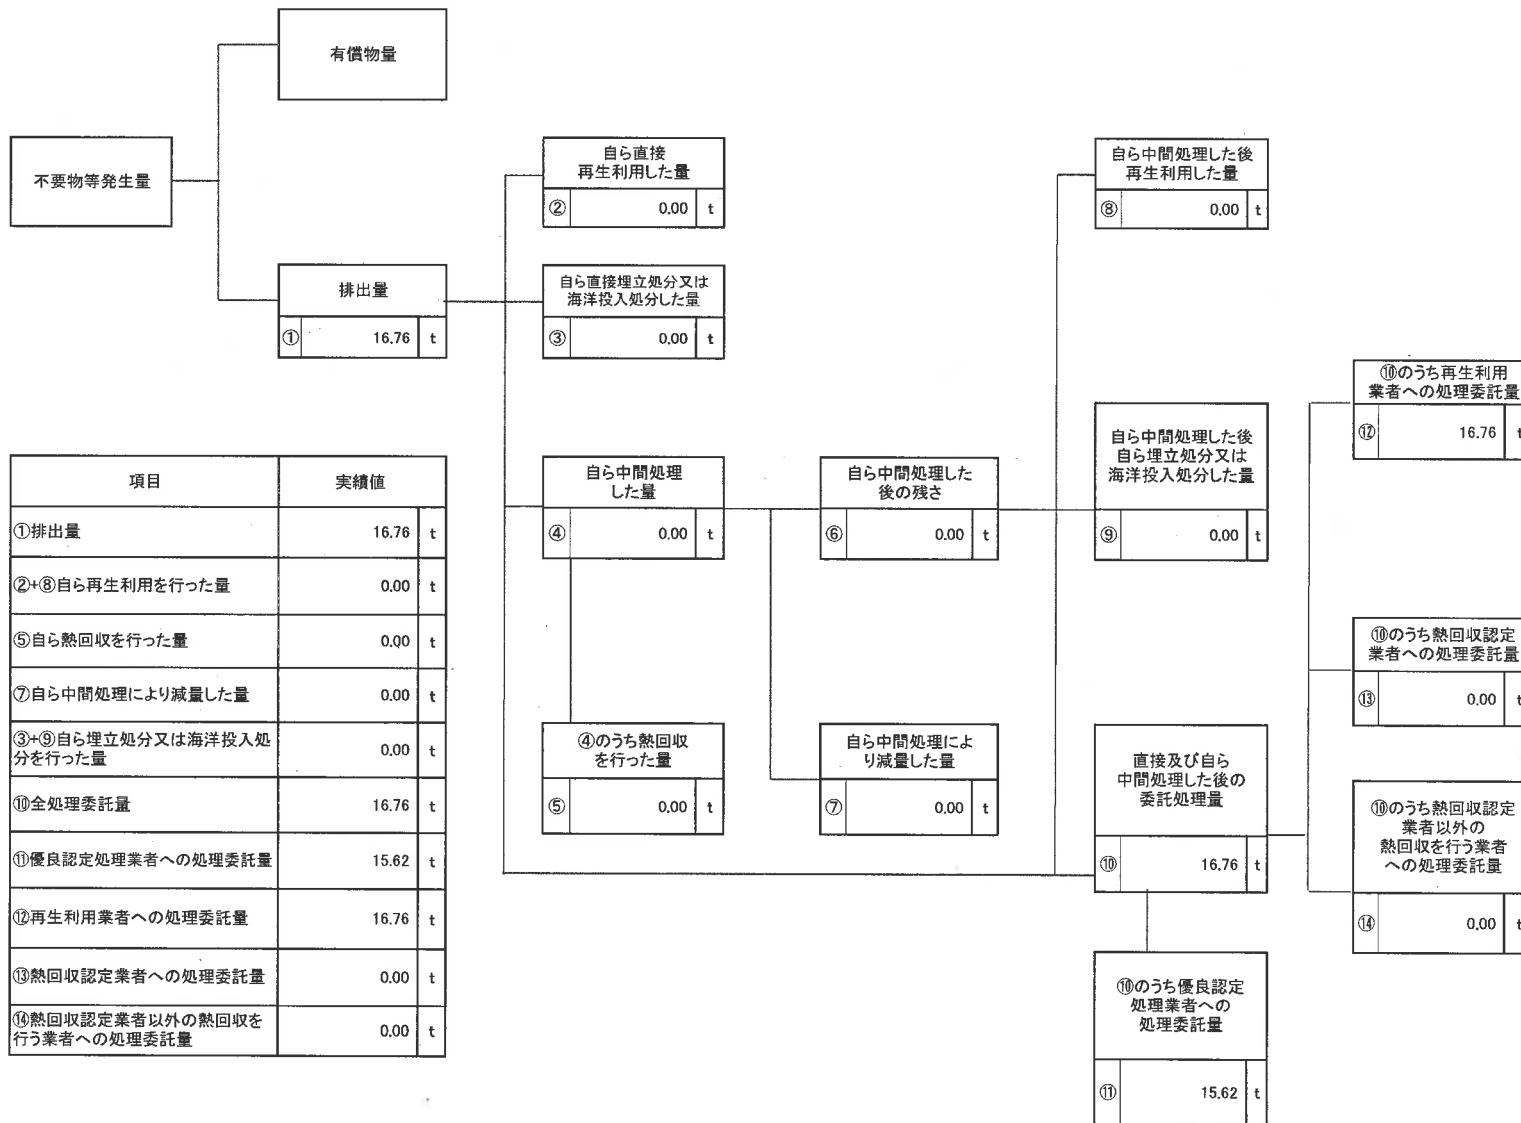 有償物量
不要物等発生量
排出量
① 16.76 t
自ら直接
再生利用した量
② 0.00 t
自ら直接埋立処分又は
海洋投入処分した量
③ 0.00 t
自ら中間処理
した量
④ 0.00 t
④のうち熱回収
を行った量
⑤ 0.00 t
自ら中間処理した
後の残さ
⑥ 0.00 t
自ら中間処理によ
り減量した量
⑦ 0.00 t
自ら中間処理した後
再生利用した量
⑧ 0.00 t
自ら中間処理した後
自ら埋立処分又は
海洋投入処分した量
⑨ 0.00 t
直接及び自ら
中間処理した後の
委託処理量
⑩ 16.76 t
⑩のうち優良認定
処理業者への
処理委託量
⑪ 15.62 t
⑩のうち再生利用
業者への処理委託量
⑫ 16.76 t
⑩のうち熱回収認定
業者への処理委託量
⑬ 0.00 t
⑩のうち熱回収認定
業者以外の
熱回収を行う業者
への処理委託量
⑭ 0.00 t
項目 実績値
①排出量 16.76 t
②+⑧自ら再生利用を行った量 0.00 t
⑤自ら熱回収を行った量 0.00 t
⑦自ら中間処理により減量した量 0.00 t
③+⑨自ら埋立処分又は海洋投入処
分を行った量 0.00 t
⑩全処理委託量 16.76 t
⑪優良認定処理業者への処理委託量 15.62 t
⑫再生利用業者への処理委託量 16.76 t
⑬熱回収認定業者への処理委託量 0.00 t
⑭熱回収認定業者以外の熱回収を
行う業者への処理委託量 0.00 t